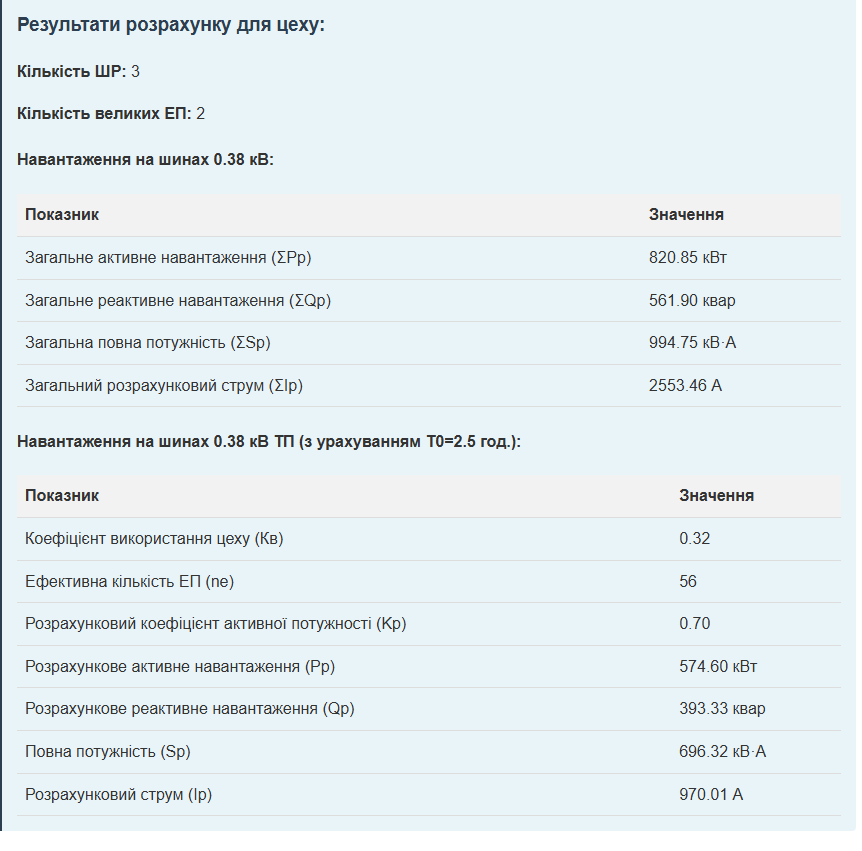 Результати розрахунку для цеху:
Кількість ШР: 3
Кількість великих ЕП: 2
Навантаження на шинах 0.38 кВ:
Показник Значення
Загальне активне навантаження (ΣPp) 820.85 кВт
Загальне реактивне навантаження (ΣQp) 561.90 квар
Загальна повна потужність (ΣSp) 994.75 кВ·А
Загальний розрахунковий струм (ΣIp) 2553.46 А
Навантаження на шинах 0.38 кВ ТП (з урахуванням T0=2.5 год.):
Показник Значення
Коефіцієнт використання цеху (Кв) 0.32
Ефективна кількість ЕП (ne) 56
Розрахунковий коефіцієнт активної потужності (Kp) 0.70
Розрахункове активне навантаження (Pp) 574.60 кВт
Розрахункове реактивне навантаження (Qp) 393.33 квар
Повна потужність (Sp) 696.32 кВ·А
Розрахунковий струм (Ip) 970.01 А